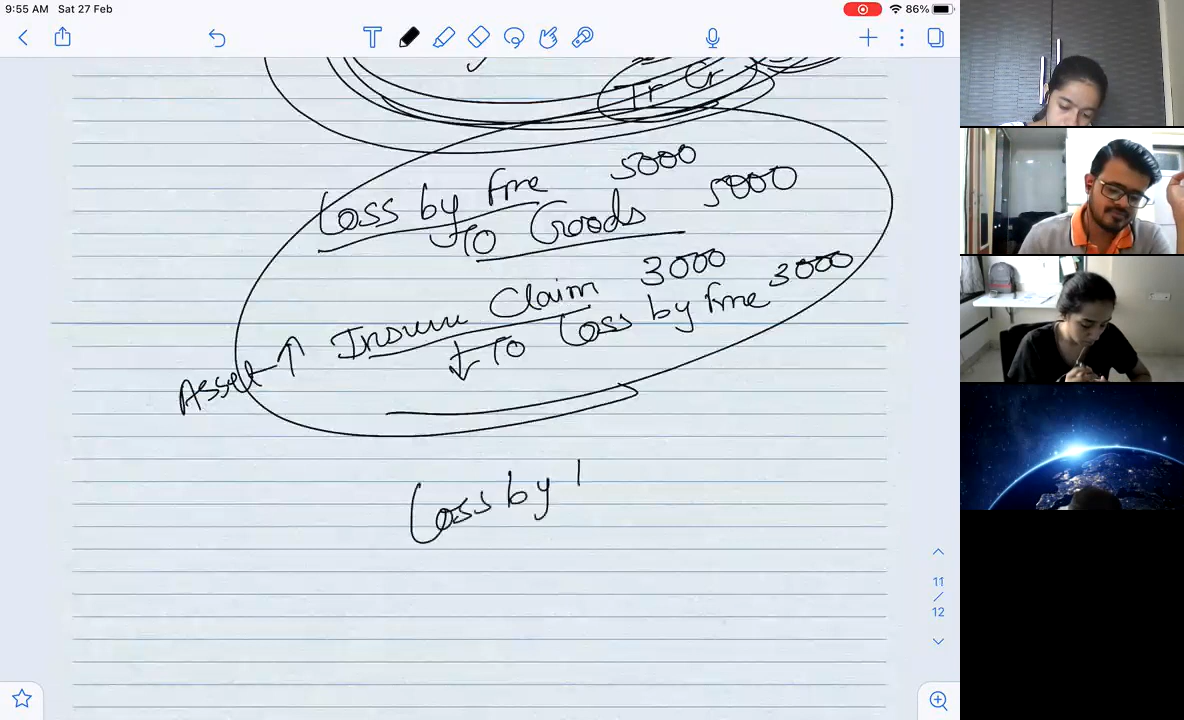 9:55 AM Sat 27 Feb
86%
Tr Cr
Loss by fire 5000
To Goods 5000
Insure Claim 3000
To Loss by fire 3000
Asset ↑
Loss by
11
/
12